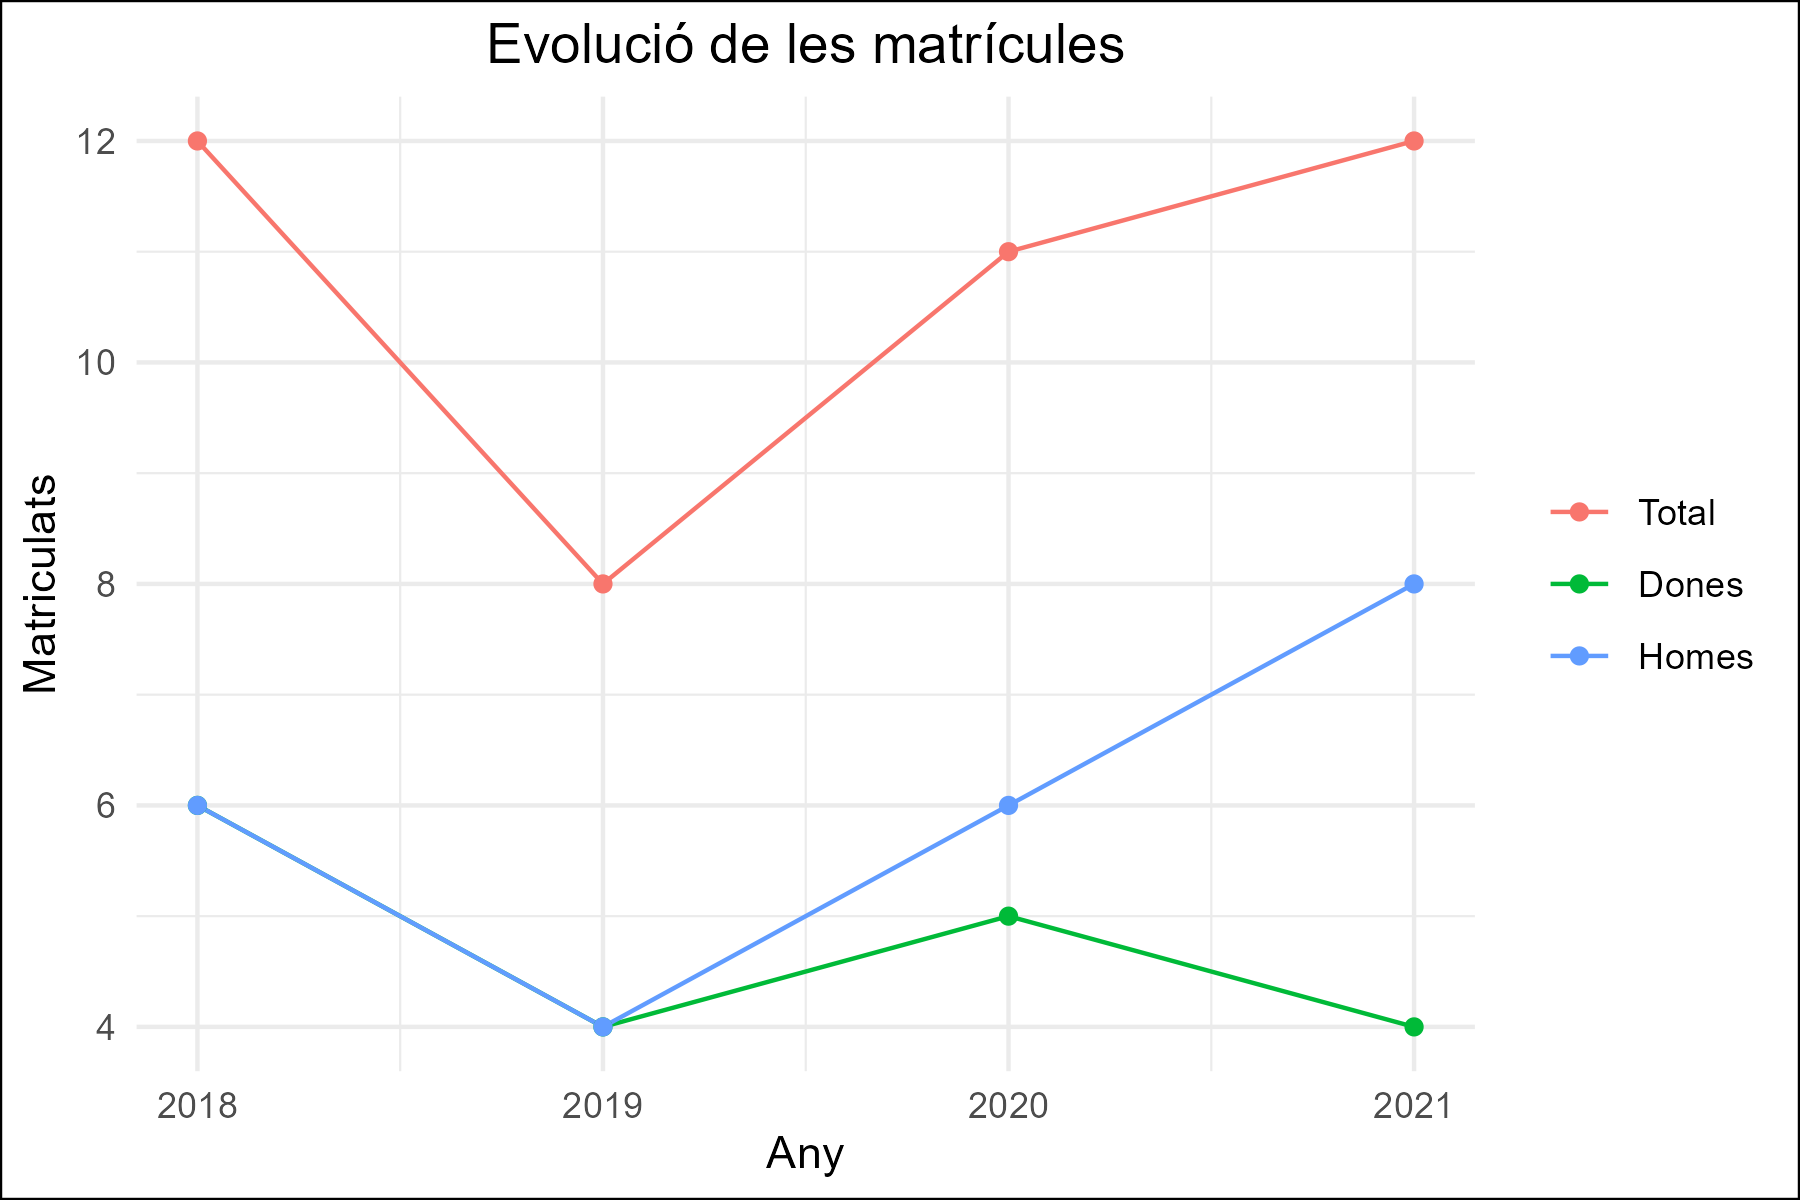 Evolució de les matrícules
12
10
8
6
4
Matriculats
2018 2019 2020 2021
Any
Total
Dones
Homes